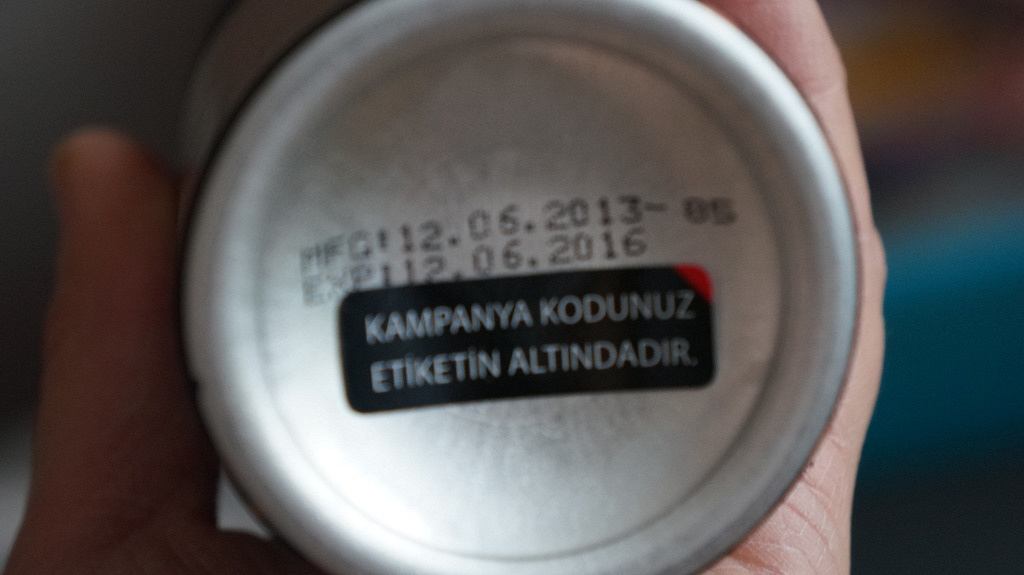 MFG:12.06.2013- 05
EXP:12.06.2016
KAMPANYA KODUNUZ
ETİKETİN ALTINDADIR.